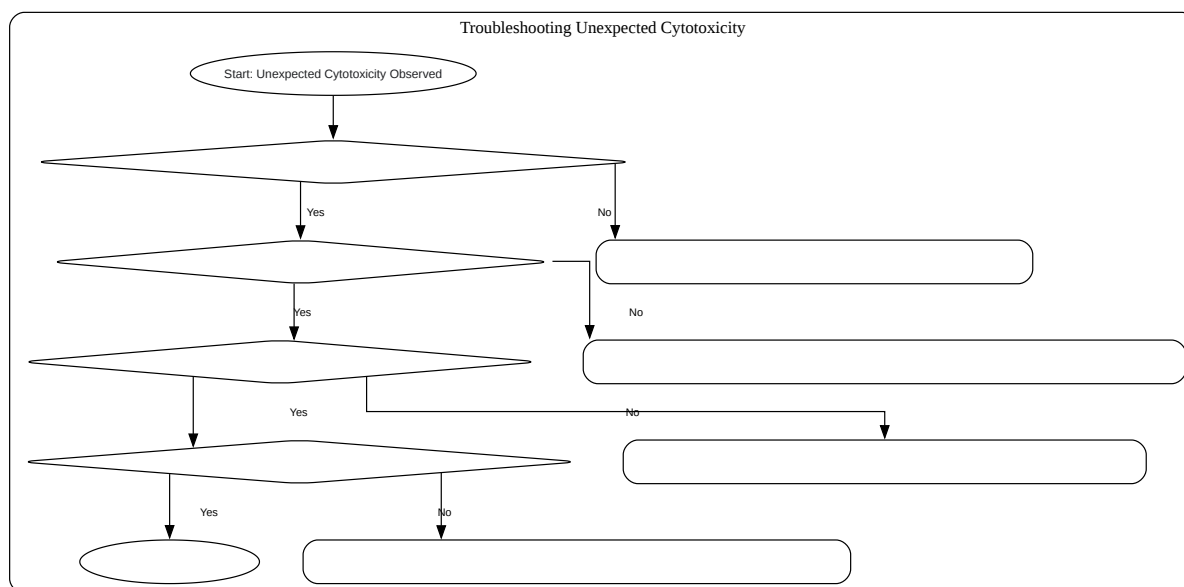 Troubleshooting Unexpected Cytotoxicity
Start: Unexpected Cytotoxicity Observed
Yes
No
Yes
No
Yes
No
Yes
No